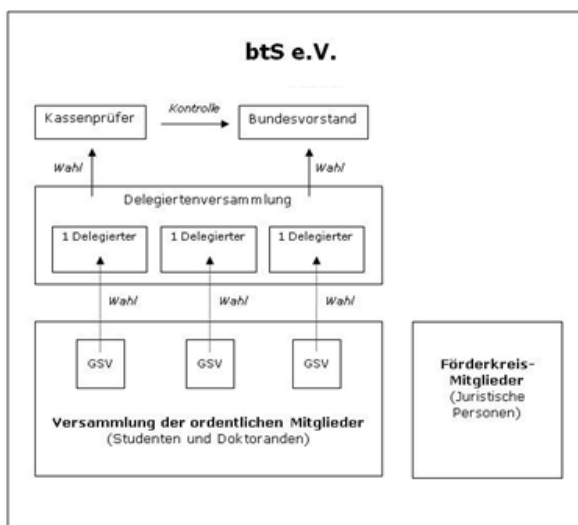 btS e.V.
Kontrolle
Kassenprüfer
Bundesvorstand
Wahl
Wahl
Delegiertenversammlung
1 Delegierter
1 Delegierter
1 Delegierter
Wahl
Wahl
Wahl
GSV
GSV
GSV
Versammlung der ordentlichen Mitglieder
(Studenten und Doktoranden)
Förderkreis-
Mitglieder
(Juristische
Personen)